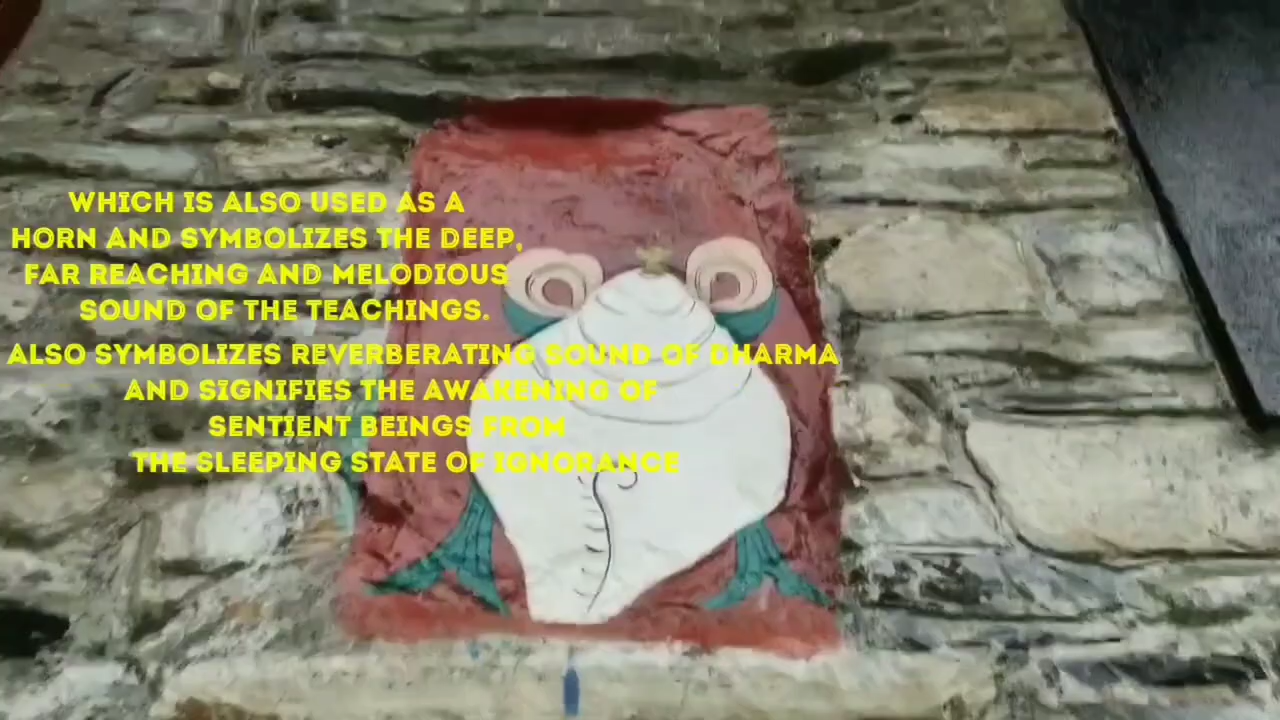 WHICH IS ALSO USED AS A
HORN AND SYMBOLIZES THE DEEP,
FAR REACHING AND MELODIOUS
SOUND OF THE TEACHINGS.
ALSO SYMBOLIZES REVERBERATING SOUND OF DHARMA
AND SIGNIFIES THE AWAKENING OF
SENTIENT BEINGS FROM
THE SLEEPING STATE OF IGNORANCE